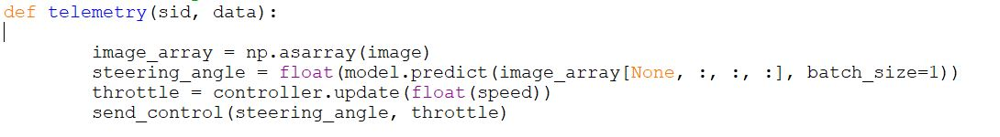 def telemetry(sid, data):
        image_array = np.asarray(image)
        steering_angle = float(model.predict(image_array[None, :, :, :], batch_size=1))
        throttle = controller.update(float(speed))
        send_control(steering_angle, throttle)